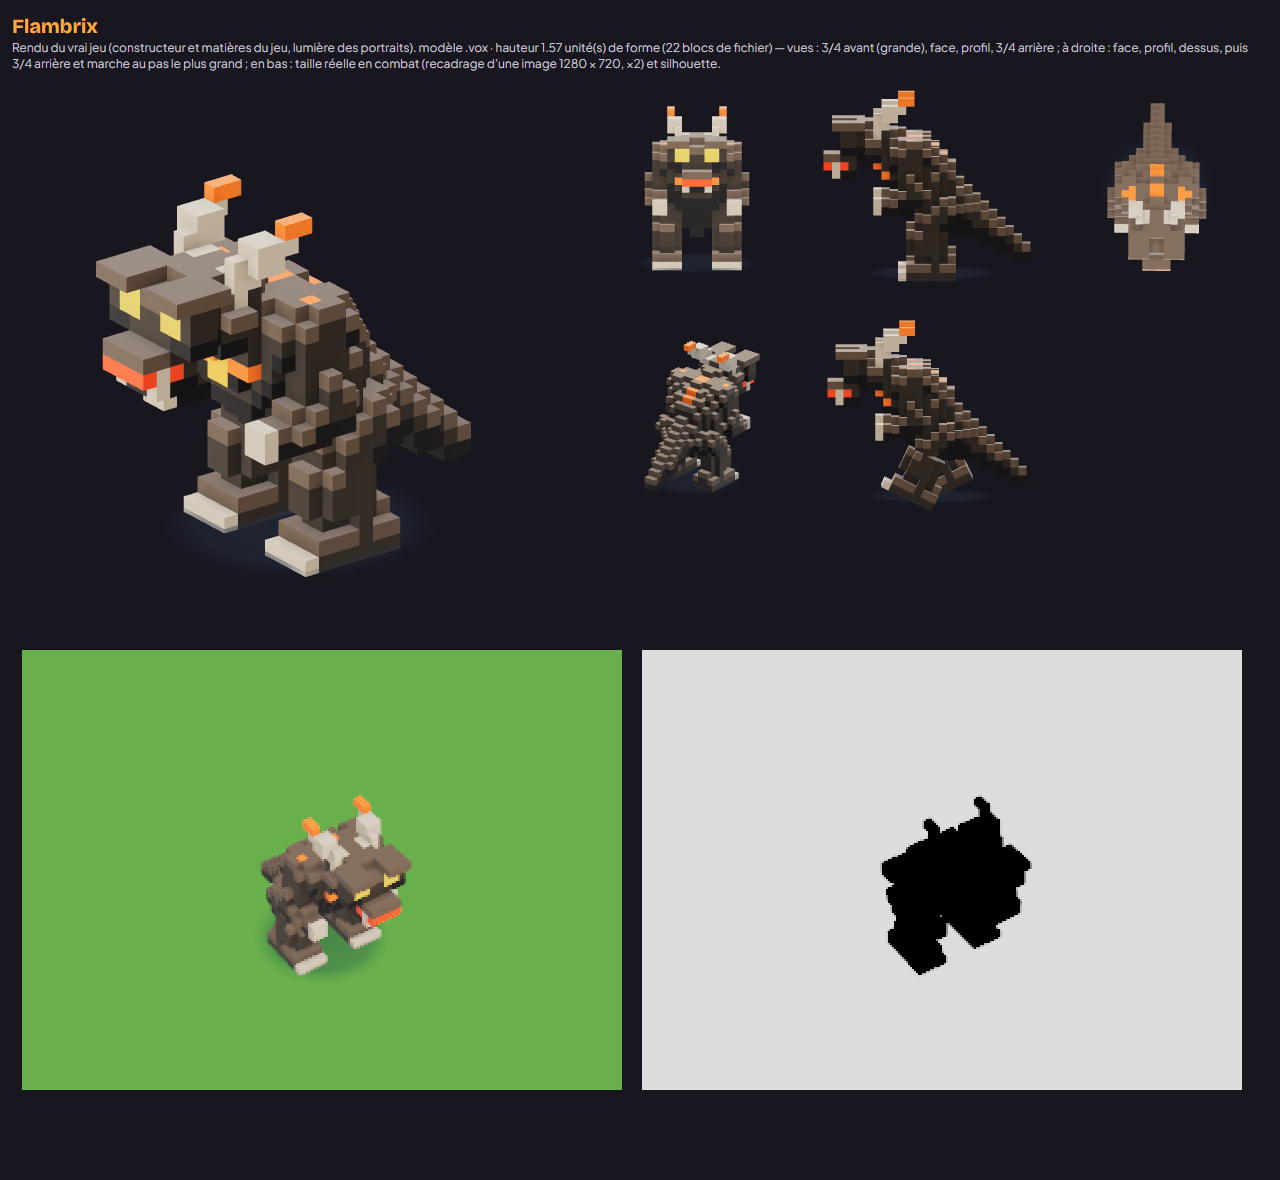 Flambrix
Rendu du vrai jeu (constructeur et matières du jeu, lumière des portraits). modèle .vox · hauteur 1.57 unité(s) de forme (22 blocs de fichier) — vues : 3/4 avant (grande), face, profil, 3/4 arrière ; à droite : face, profil, dessus, puis
3/4 arrière et marche au pas le plus grand ; en bas : taille réelle en combat (recadrage d'une image 1280 × 720, ×2) et silhouette.